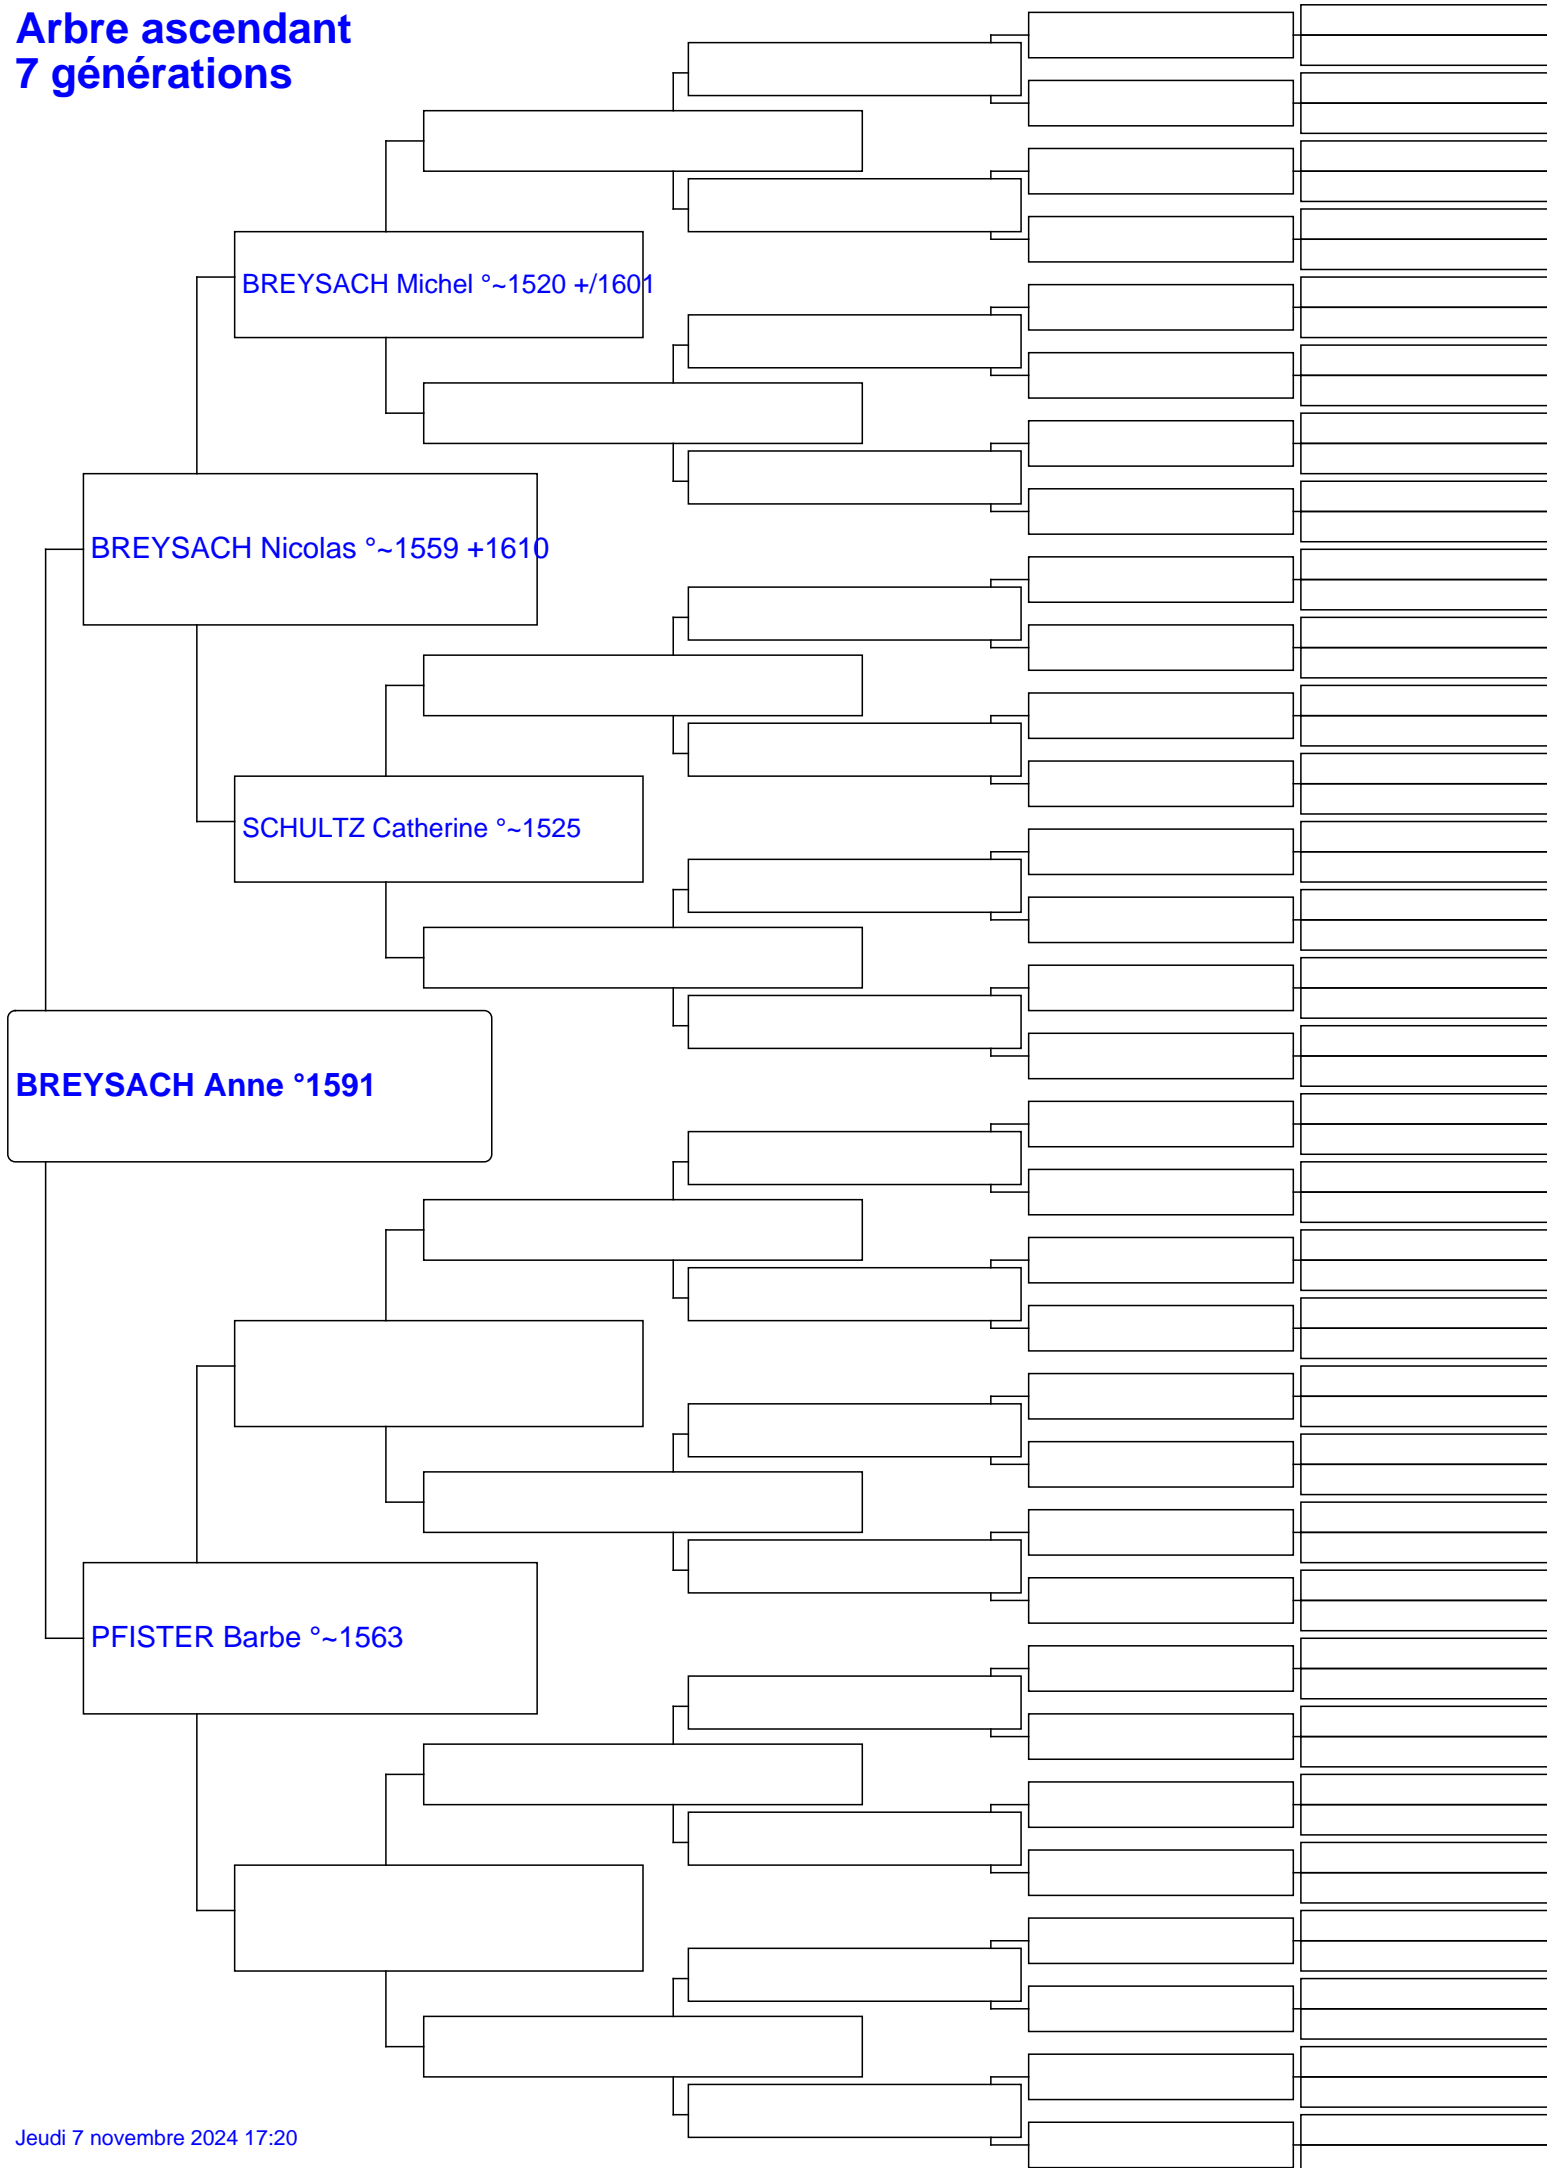 Arbre ascendant
7 générations
BREYSACH Michel °~1520 +/1601
BREYSACH Nicolas °~1559 +1610
SCHULTZ Catherine °~1525
BREYSACH Anne °1591
PFISTER Barbe °~1563
Jeudi 7 novembre 2024 17:20